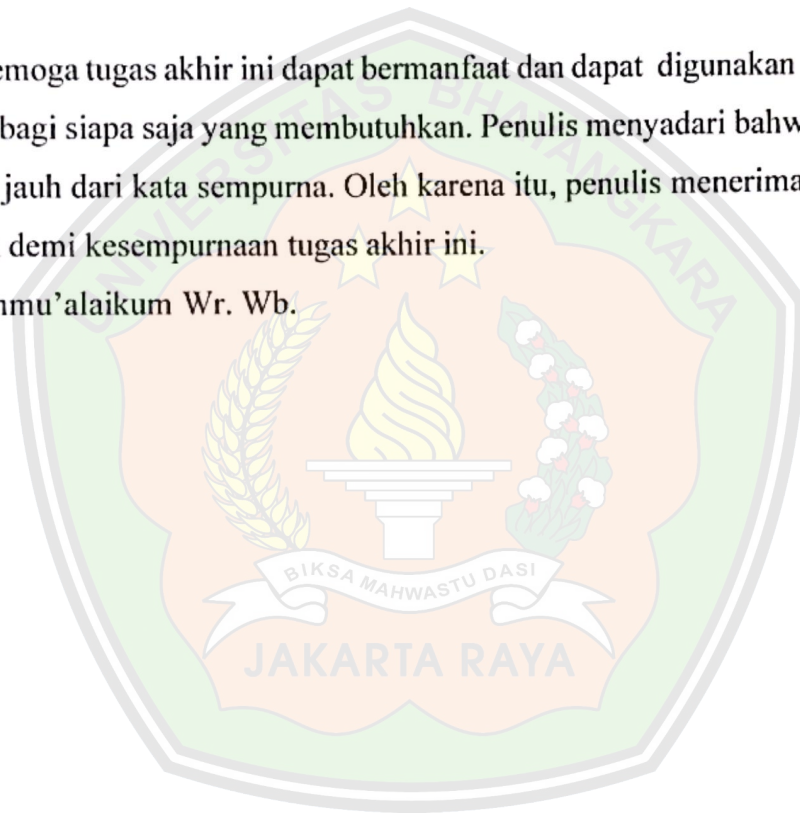 emoga tugas akhir ini dapat bermanfaat dan dapat digunakan
bagi siapa saja yang membutuhkan. Penulis menyadari bahw
jauh dari kata sempurna. Oleh karena itu, penulis menerima
demi kesempurnaan tugas akhir ini.
mu'alaikum Wr. Wb.
UNIVERSITAS BHAYANGKARA
BIKSA MAHWASTU DASI
JAKARTA RAYA